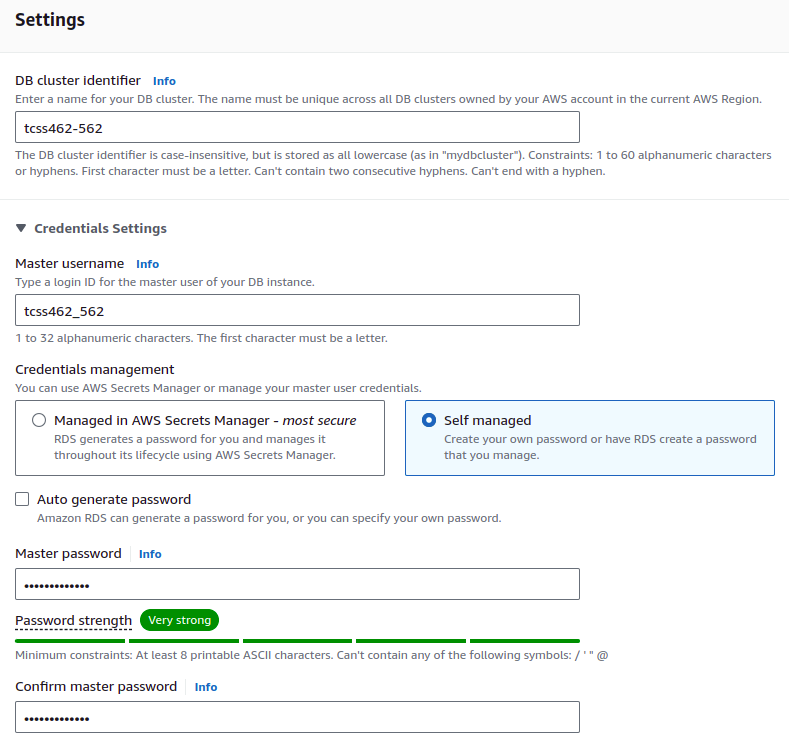 Settings
DB cluster identifier Info
Enter a name for your DB cluster. The name must be unique across all DB clusters owned by your AWS account in the current AWS Region.
tcss462-562
The DB cluster identifier is case-insensitive, but is stored as all lowercase (as in "mydbcluster"). Constraints: 1 to 60 alphanumeric characters
or hyphens. First character must be a letter. Can't contain two consecutive hyphens. Can't end with a hyphen.
Credentials Settings
Master username Info
Type a login ID for the master user of your DB instance.
tcss462_562
1 to 32 alphanumeric characters. The first character must be a letter.
Credentials management
You can use AWS Secrets Manager or manage your master user credentials.
Managed in AWS Secrets Manager - most secure
RDS generates a password for you and manages it
throughout its lifecycle using AWS Secrets Manager.
Self managed
Create your own password or have RDS create a password
that you manage.
Auto generate password
Amazon RDS can generate a password for you, or you can specify your own password.
Master password Info
•••••••••••••
Password strength Very strong
Minimum constraints: At least 8 printable ASCII characters. Can't contain any of the following symbols: / ' " @
Confirm master password Info
•••••••••••••